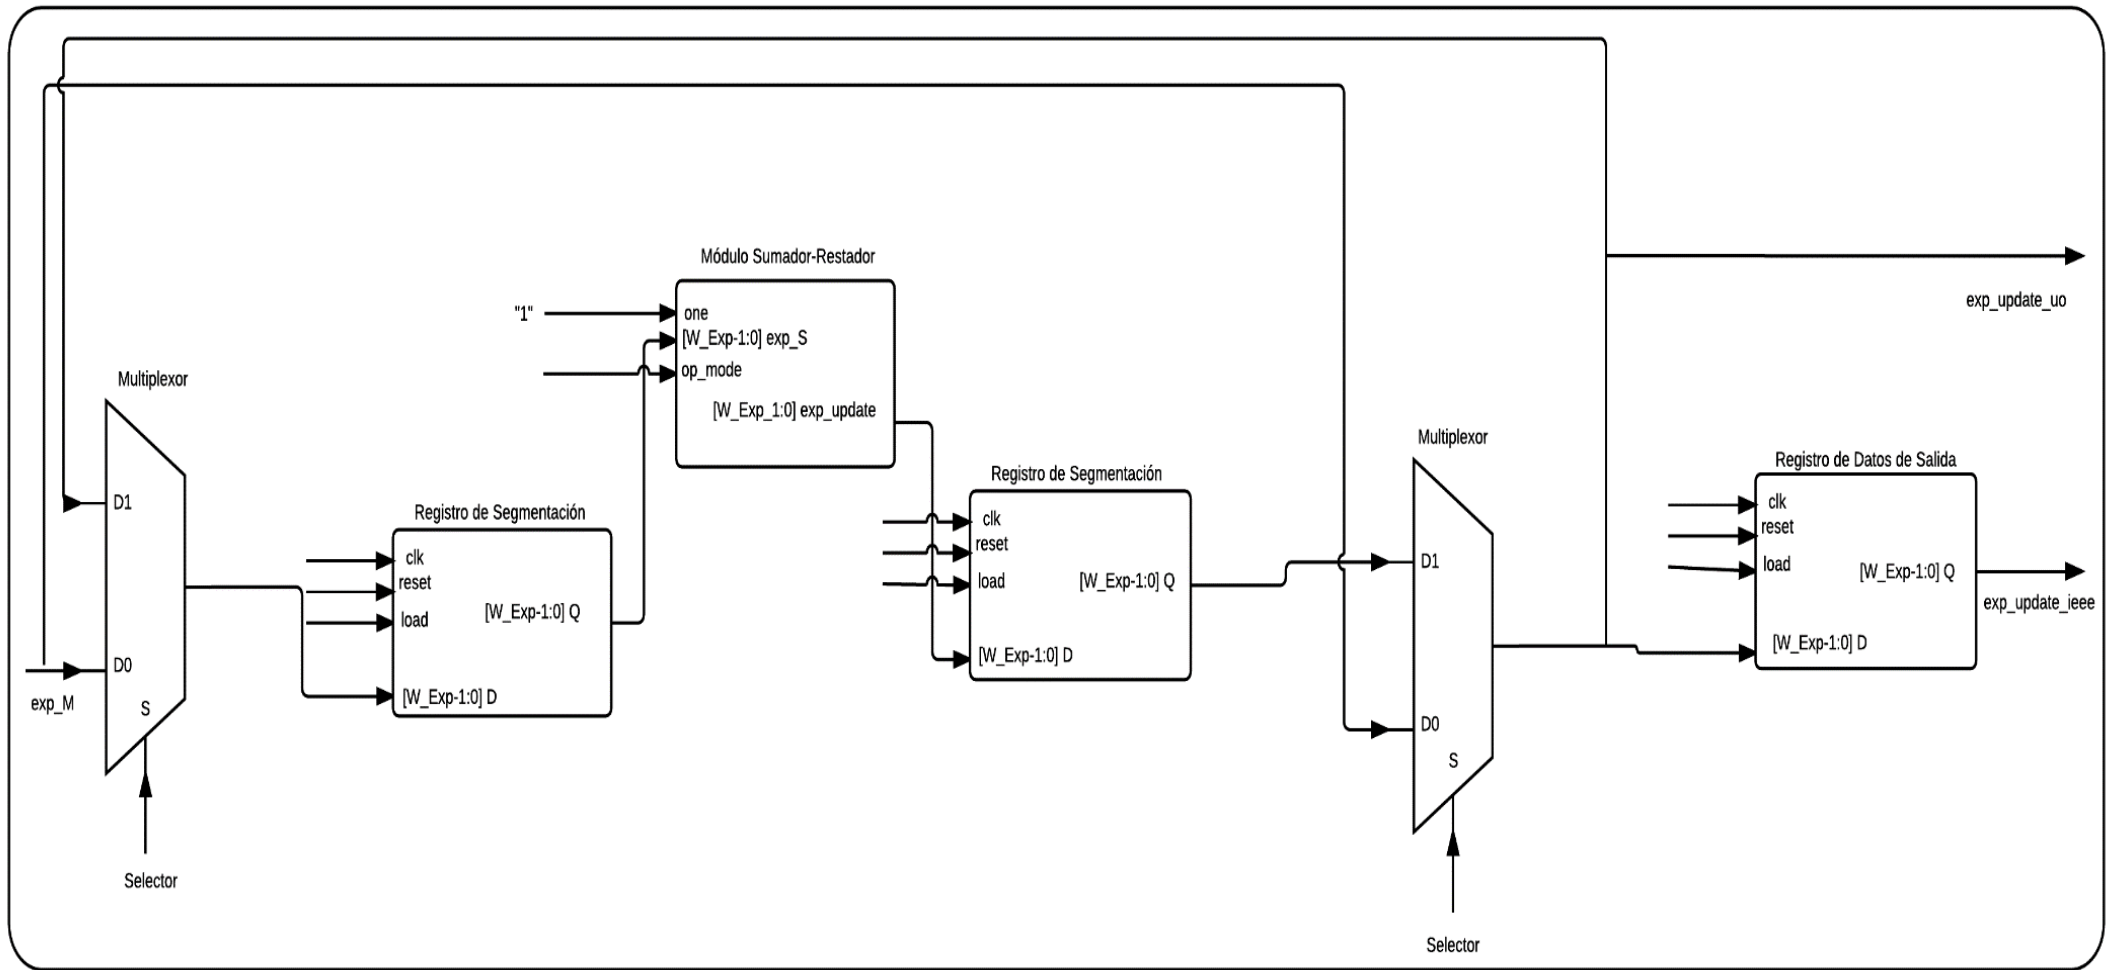 Módulo Sumador-Restador
"1"
one
[W_Exp-1:0] exp_S
op_mode
[W_Exp_1:0] exp_update
exp_update_uo
Multiplexor
D1
D0
S
exp_M
Selector
Registro de Segmentación
clk
reset
load
[W_Exp-1:0] Q
[W_Exp-1:0] D
Registro de Segmentación
clk
reset
load
[W_Exp-1:0] Q
[W_Exp-1:0] D
Multiplexor
D1
D0
S
Selector
Registro de Datos de Salida
clk
reset
load
[W_Exp-1:0] Q
[W_Exp-1:0] D
exp_update_ieee